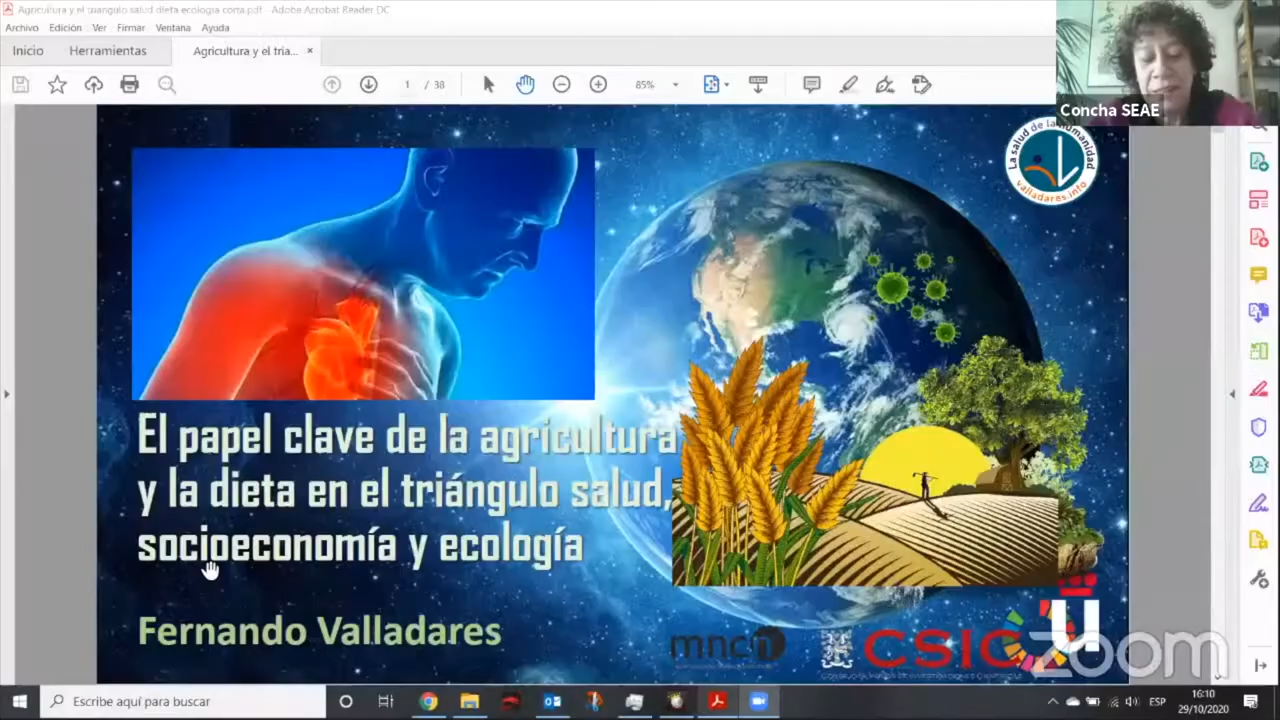 Agricultura y el triangulo salud dieta ecologia corta.pdf - Adobe Acrobat Reader DC
Archivo Edición Ver Firmar Ventana Ayuda
Inicio Herramientas Agricultura y el tria... ×
1 / 38 85%
Concha SEAE
La salud de la humanidad
valladares.info
El papel clave de la agricultura
y la dieta en el triángulo salud,
socioeconomía y ecología
Fernando Valladares
mncn
CSIC
U
zoom
Escribe aquí para buscar
ESP
16:10
29/10/2020